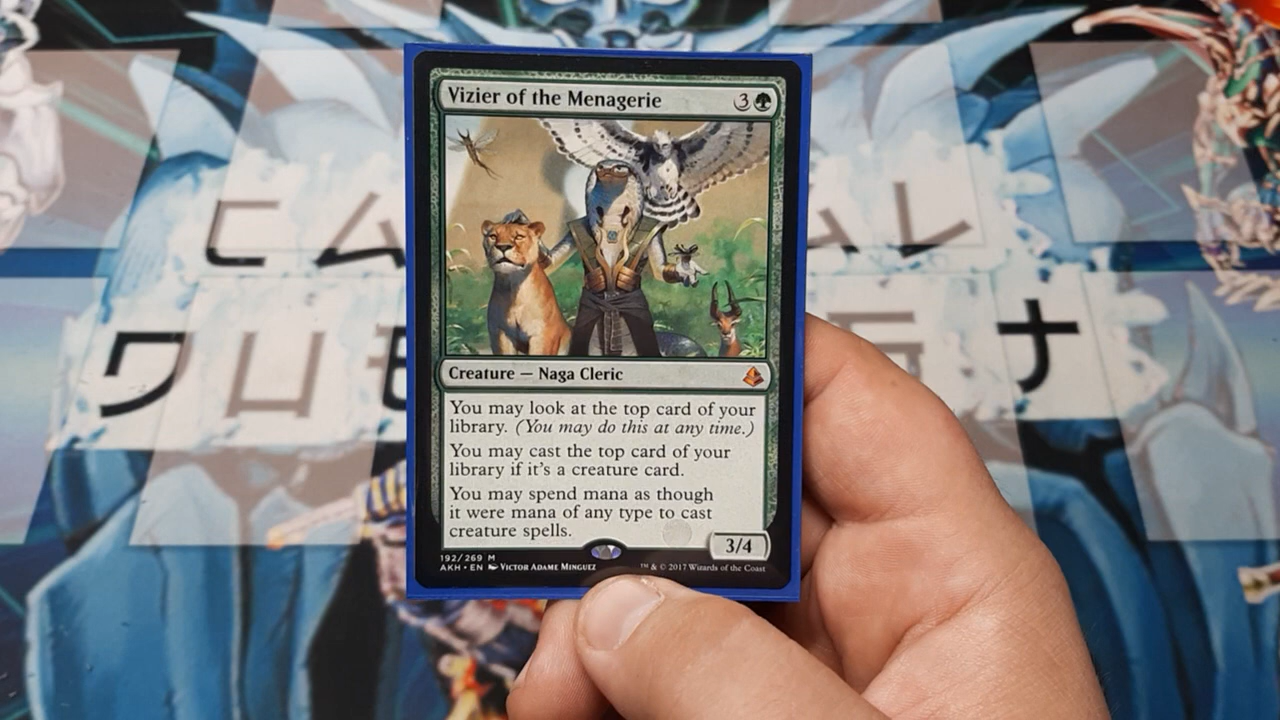 Vizier of the Menagerie 3
Creature — Naga Cleric
You may look at the top card of your
library. (You may do this at any time.)
You may cast the top card of your
library if it's a creature card.
You may spend mana as though
it were mana of any type to cast
creature spells.
3/4
192/269 M
AKH • EN Victor Adame Minguez
™ & © 2017 Wizards of the Coast